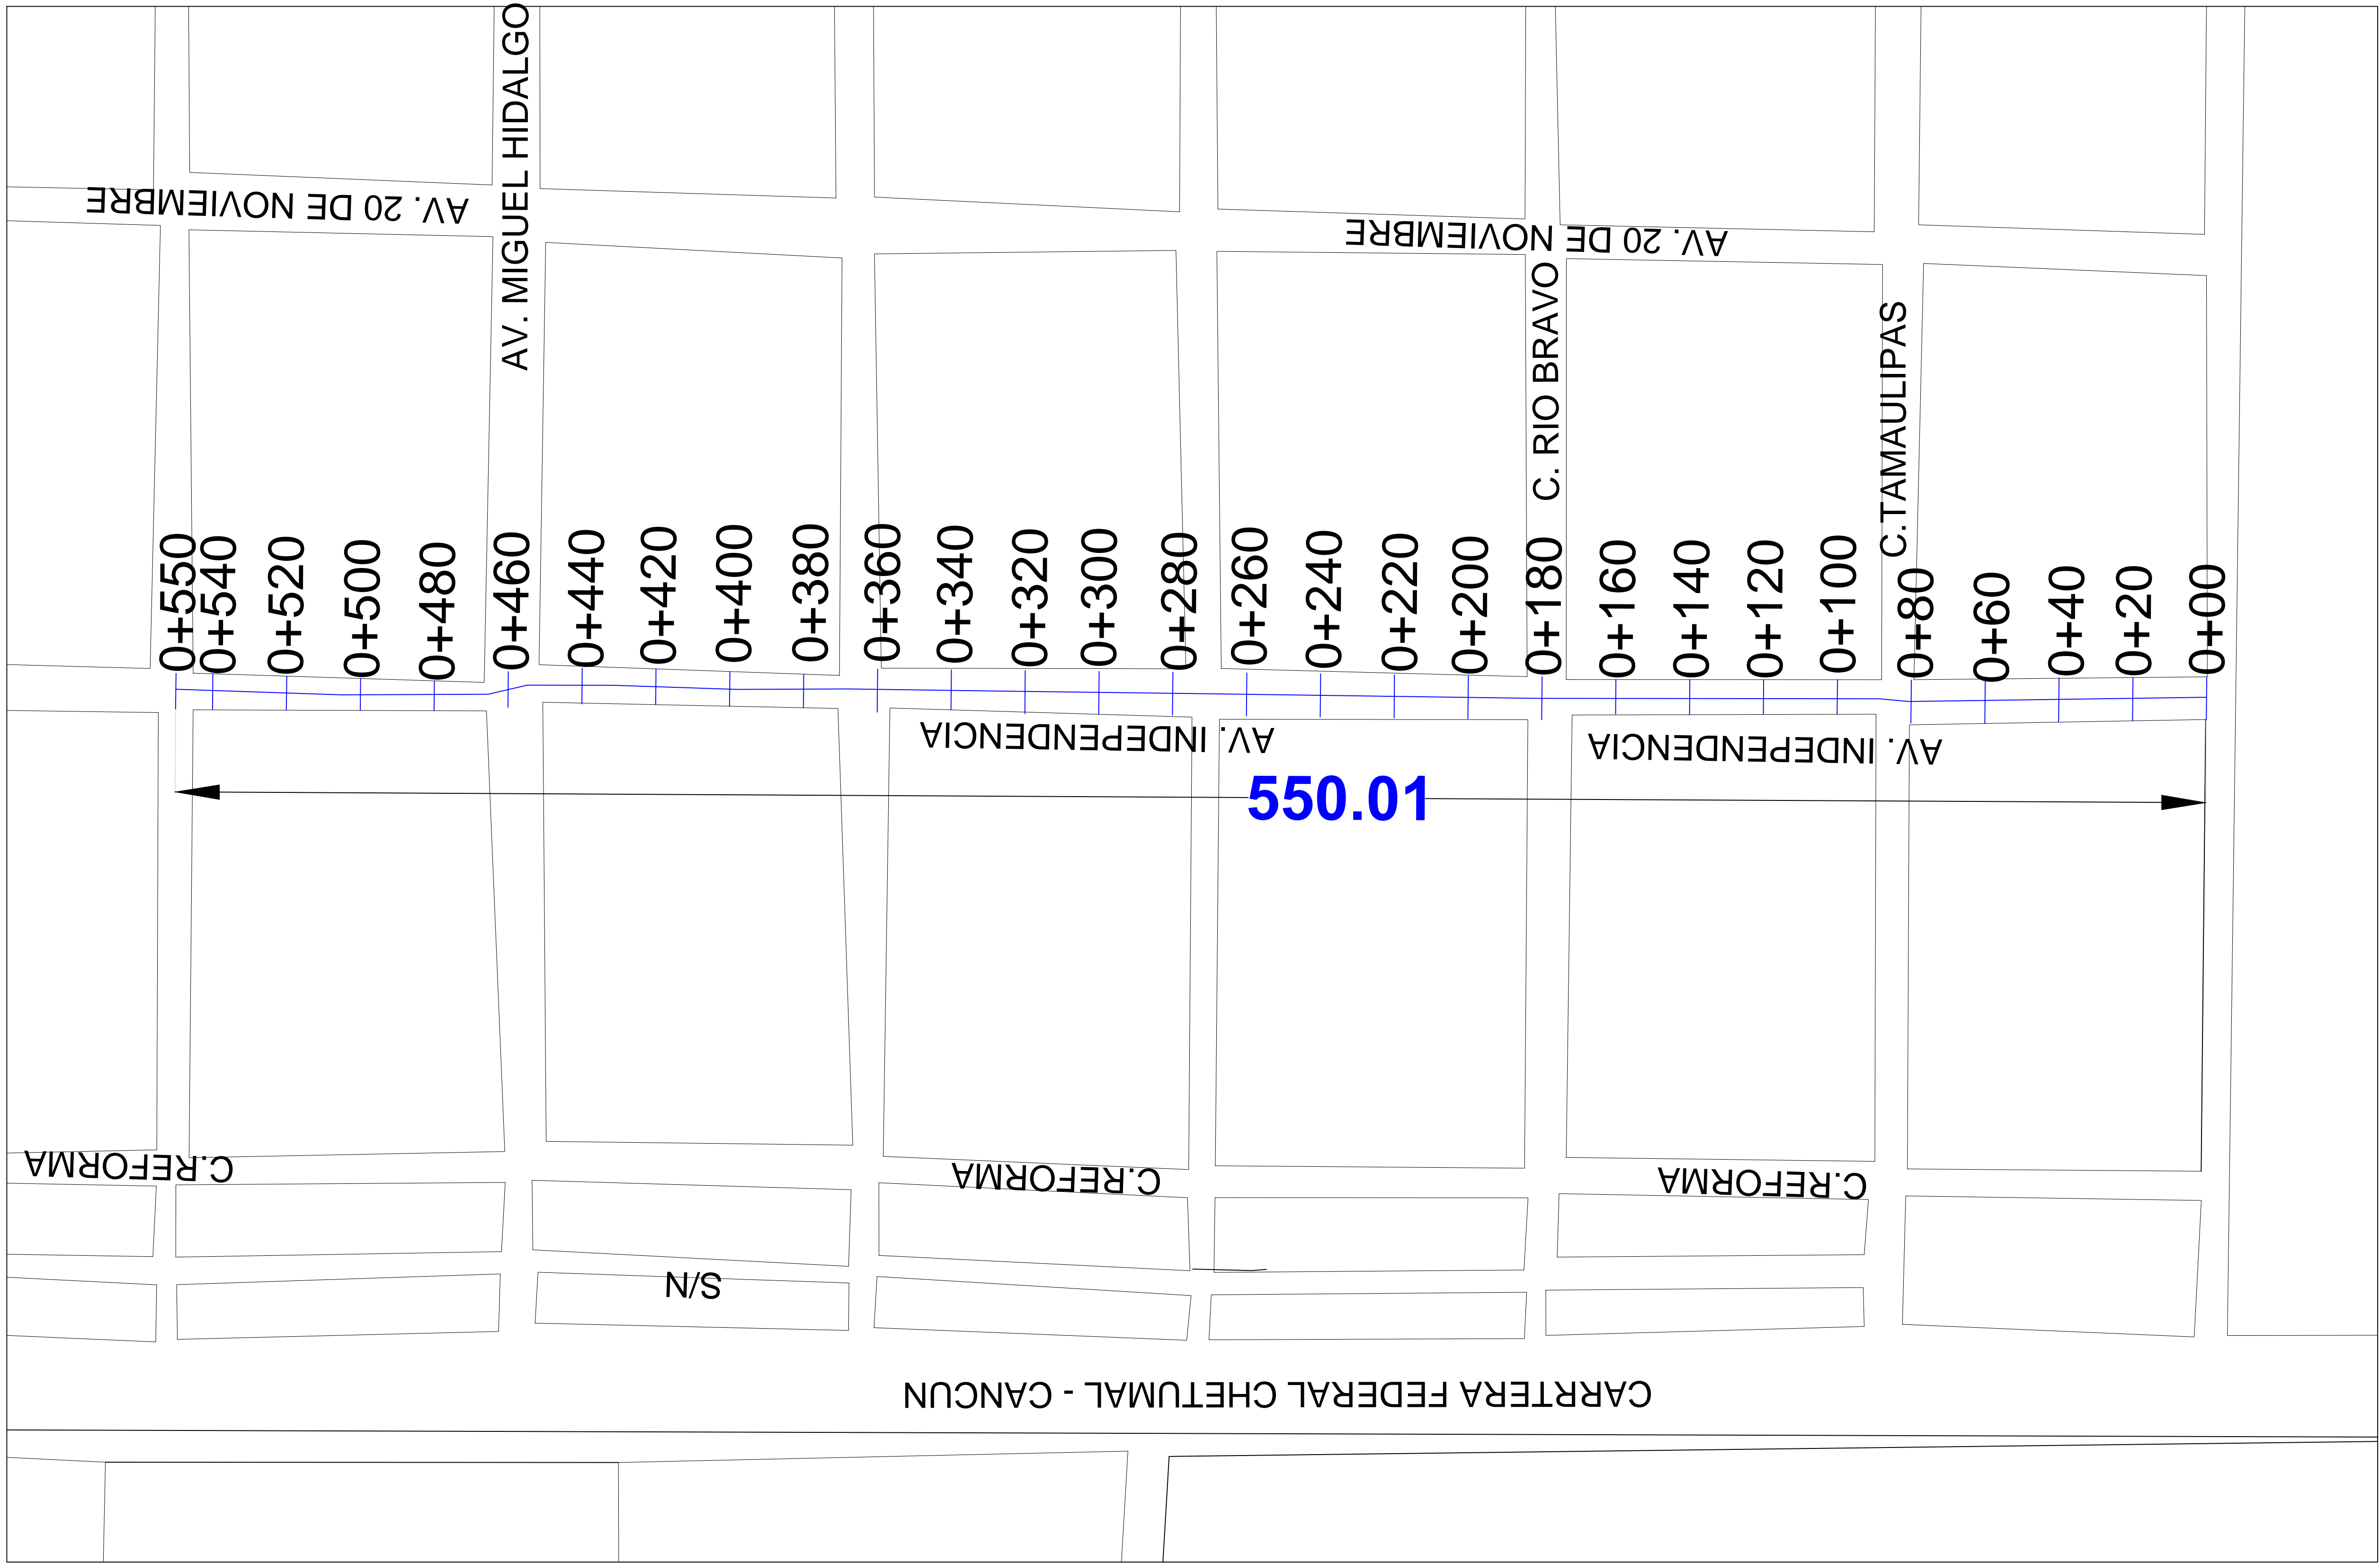 AV. MIGUEL HIDALGO
AV. 20 DE NOVIEMBRE
AV. 20 DE NOVIEMBRE
C. RIO BRAVO
C.TAMAULIPAS
0+550
0+540
0+520
0+500
0+480
0+460
0+440
0+420
0+400
0+380
0+360
0+340
0+320
0+300
0+280
0+260
0+240
0+220
0+200
0+180
0+160
0+140
0+120
0+100
0+80
0+60
0+40
0+20
0+00
AV. INDEPENDENCIA
AV. INDEPENDENCIA
550.01
C.REFORMA
C.REFORMA
C.REFORMA
S/N
CARRTERA FEDERAL CHETUMAL - CANCUN